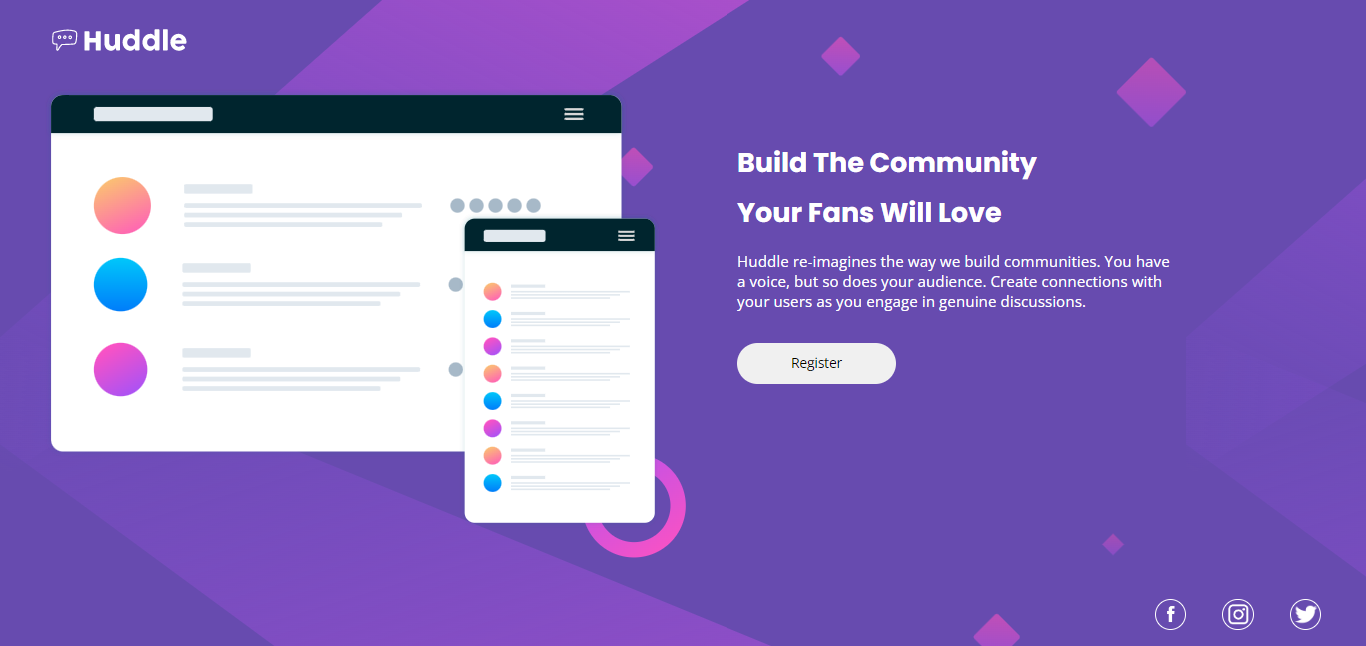 Huddle
Build The Community
Your Fans Will Love
Huddle re-imagines the way we build communities. You have
a voice, but so does your audience. Create connections with
your users as you engage in genuine discussions.
Register